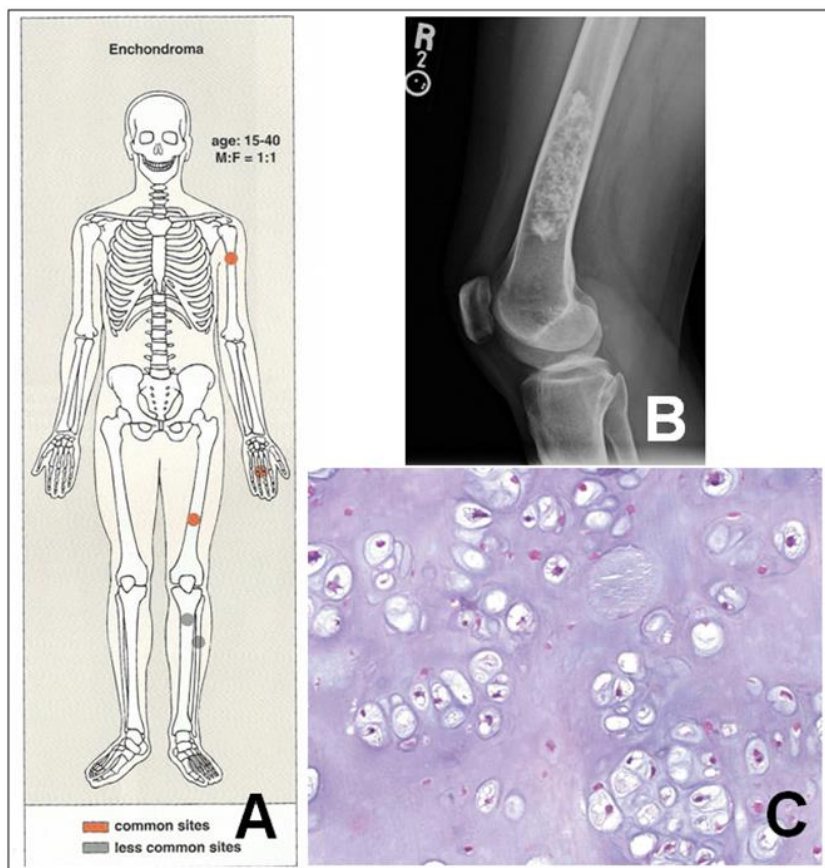 Enchondroma
age: 15-40
M:F = 1:1
common sites
less common sites
A
R
2
B
C